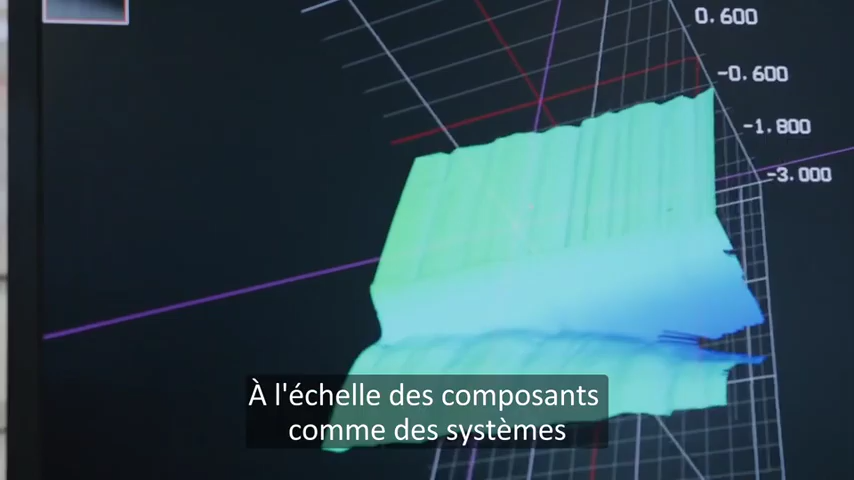 0.600
-0.600
-1.800
-3.000
À l'échelle des composants
comme des systèmes